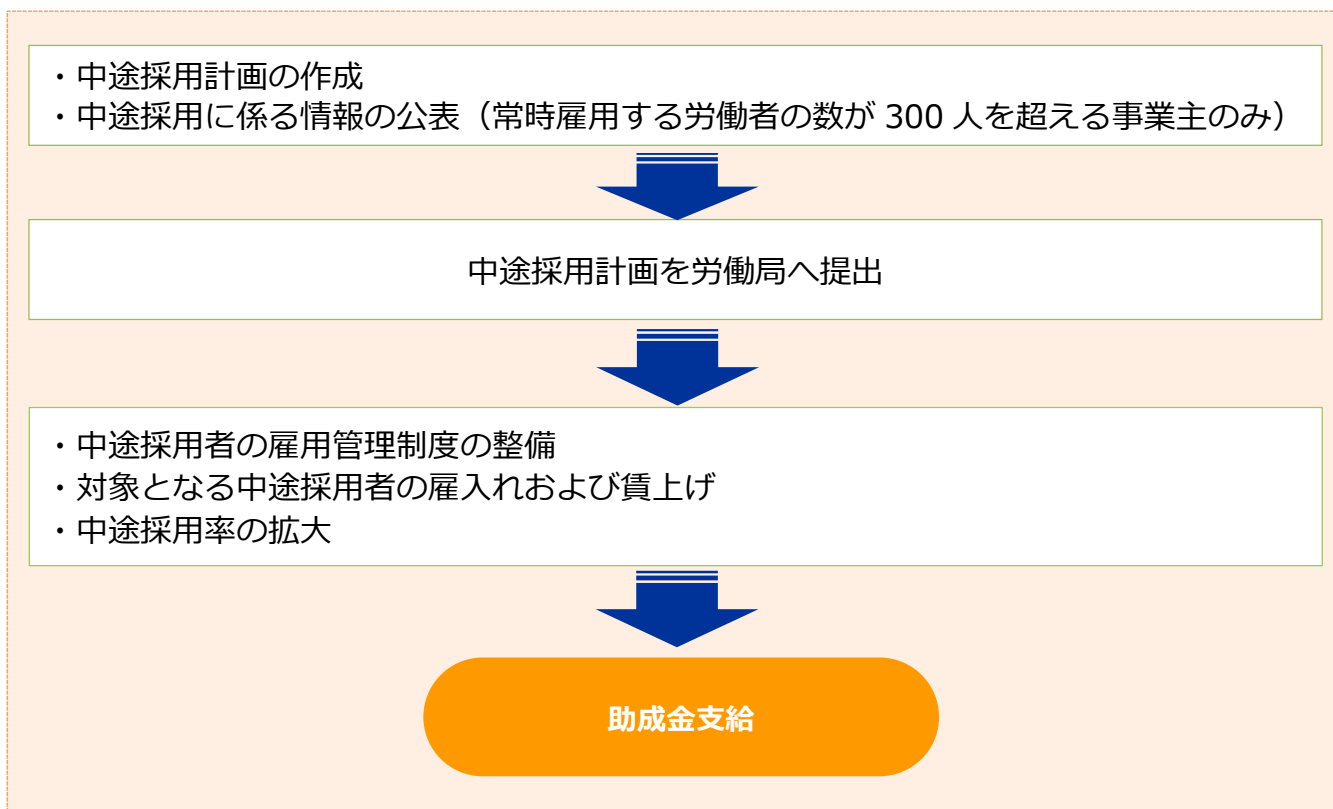 ・中途採用計画の作成
・中途採用に係る情報の公表（常時雇用する労働者の数が 300 人を超える事業主のみ）
中途採用計画を労働局へ提出
・中途採用者の雇用管理制度の整備
・対象となる中途採用者の雇入れおよび賃上げ
・中途採用率の拡大
助成金支給